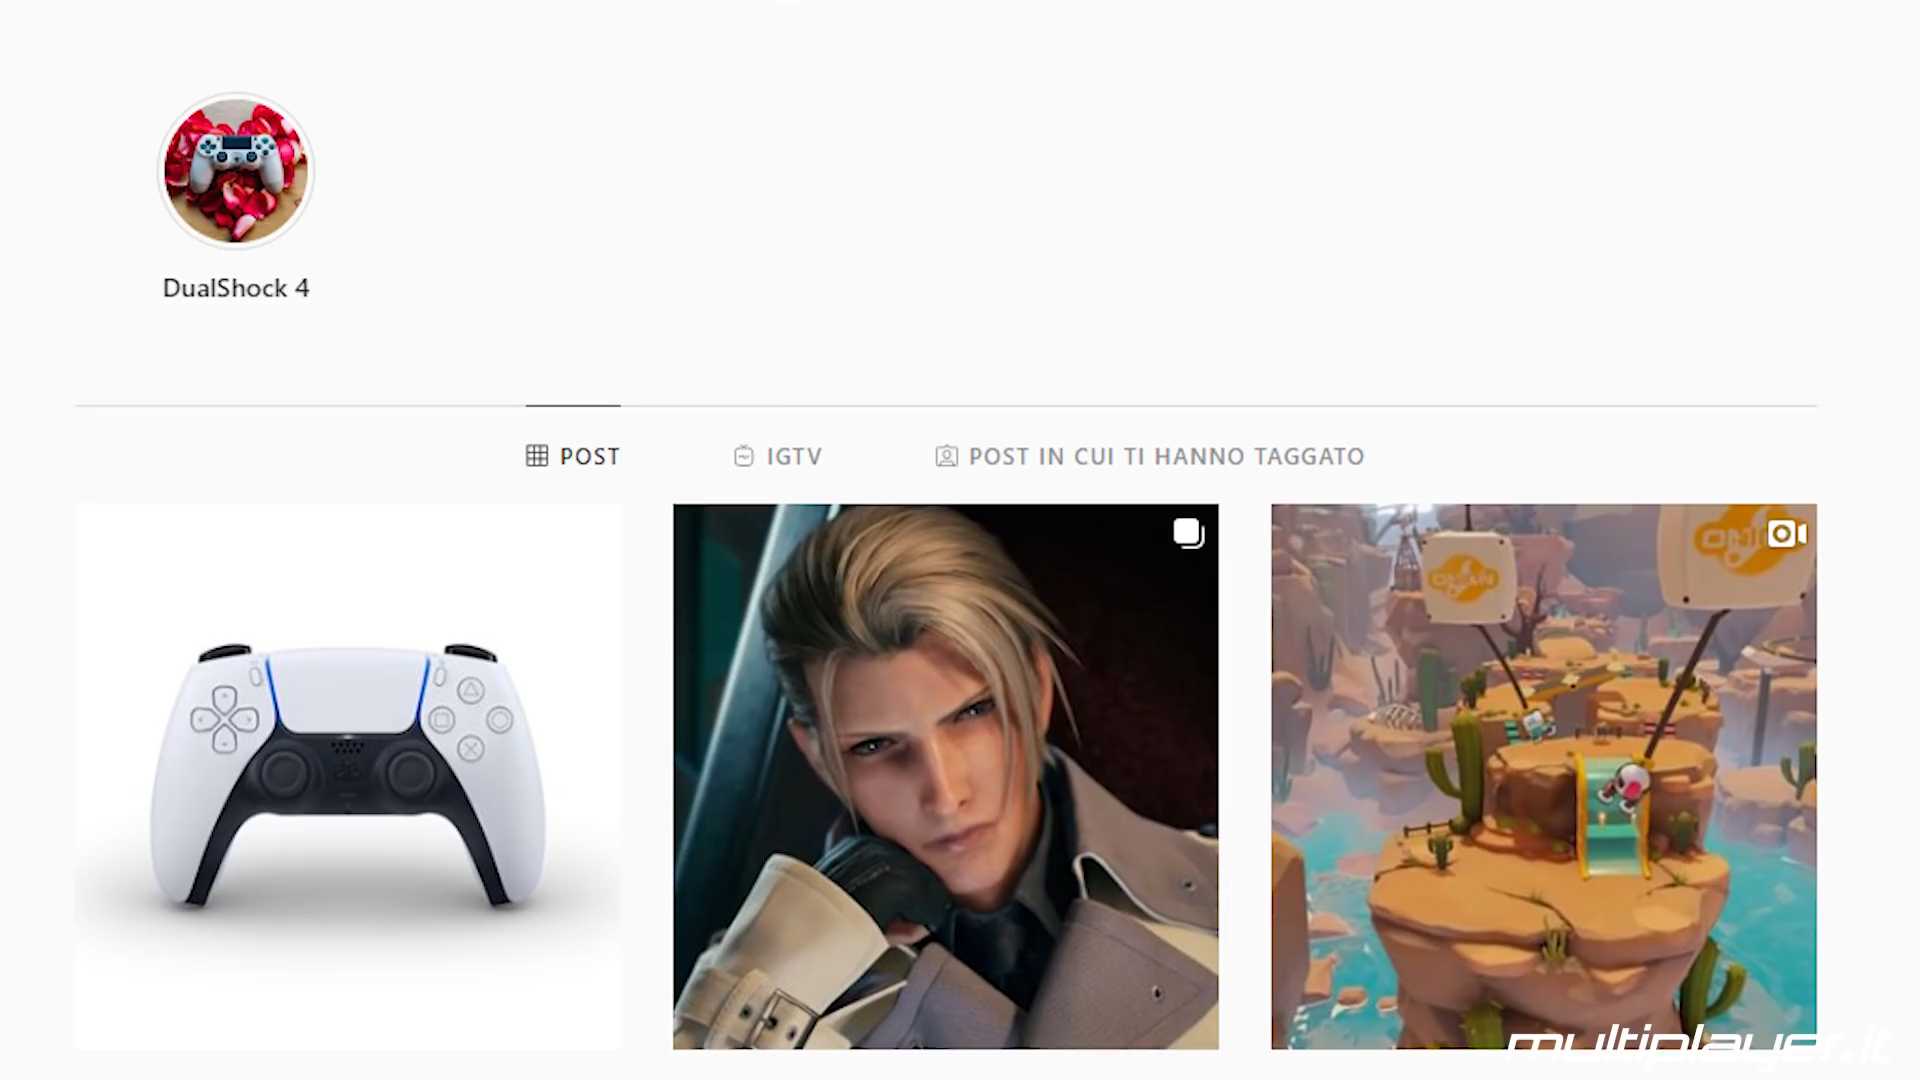 DualShock 4
POST
IGTV
POST IN CUI TI HANNO TAGGATO
multiplayer.it